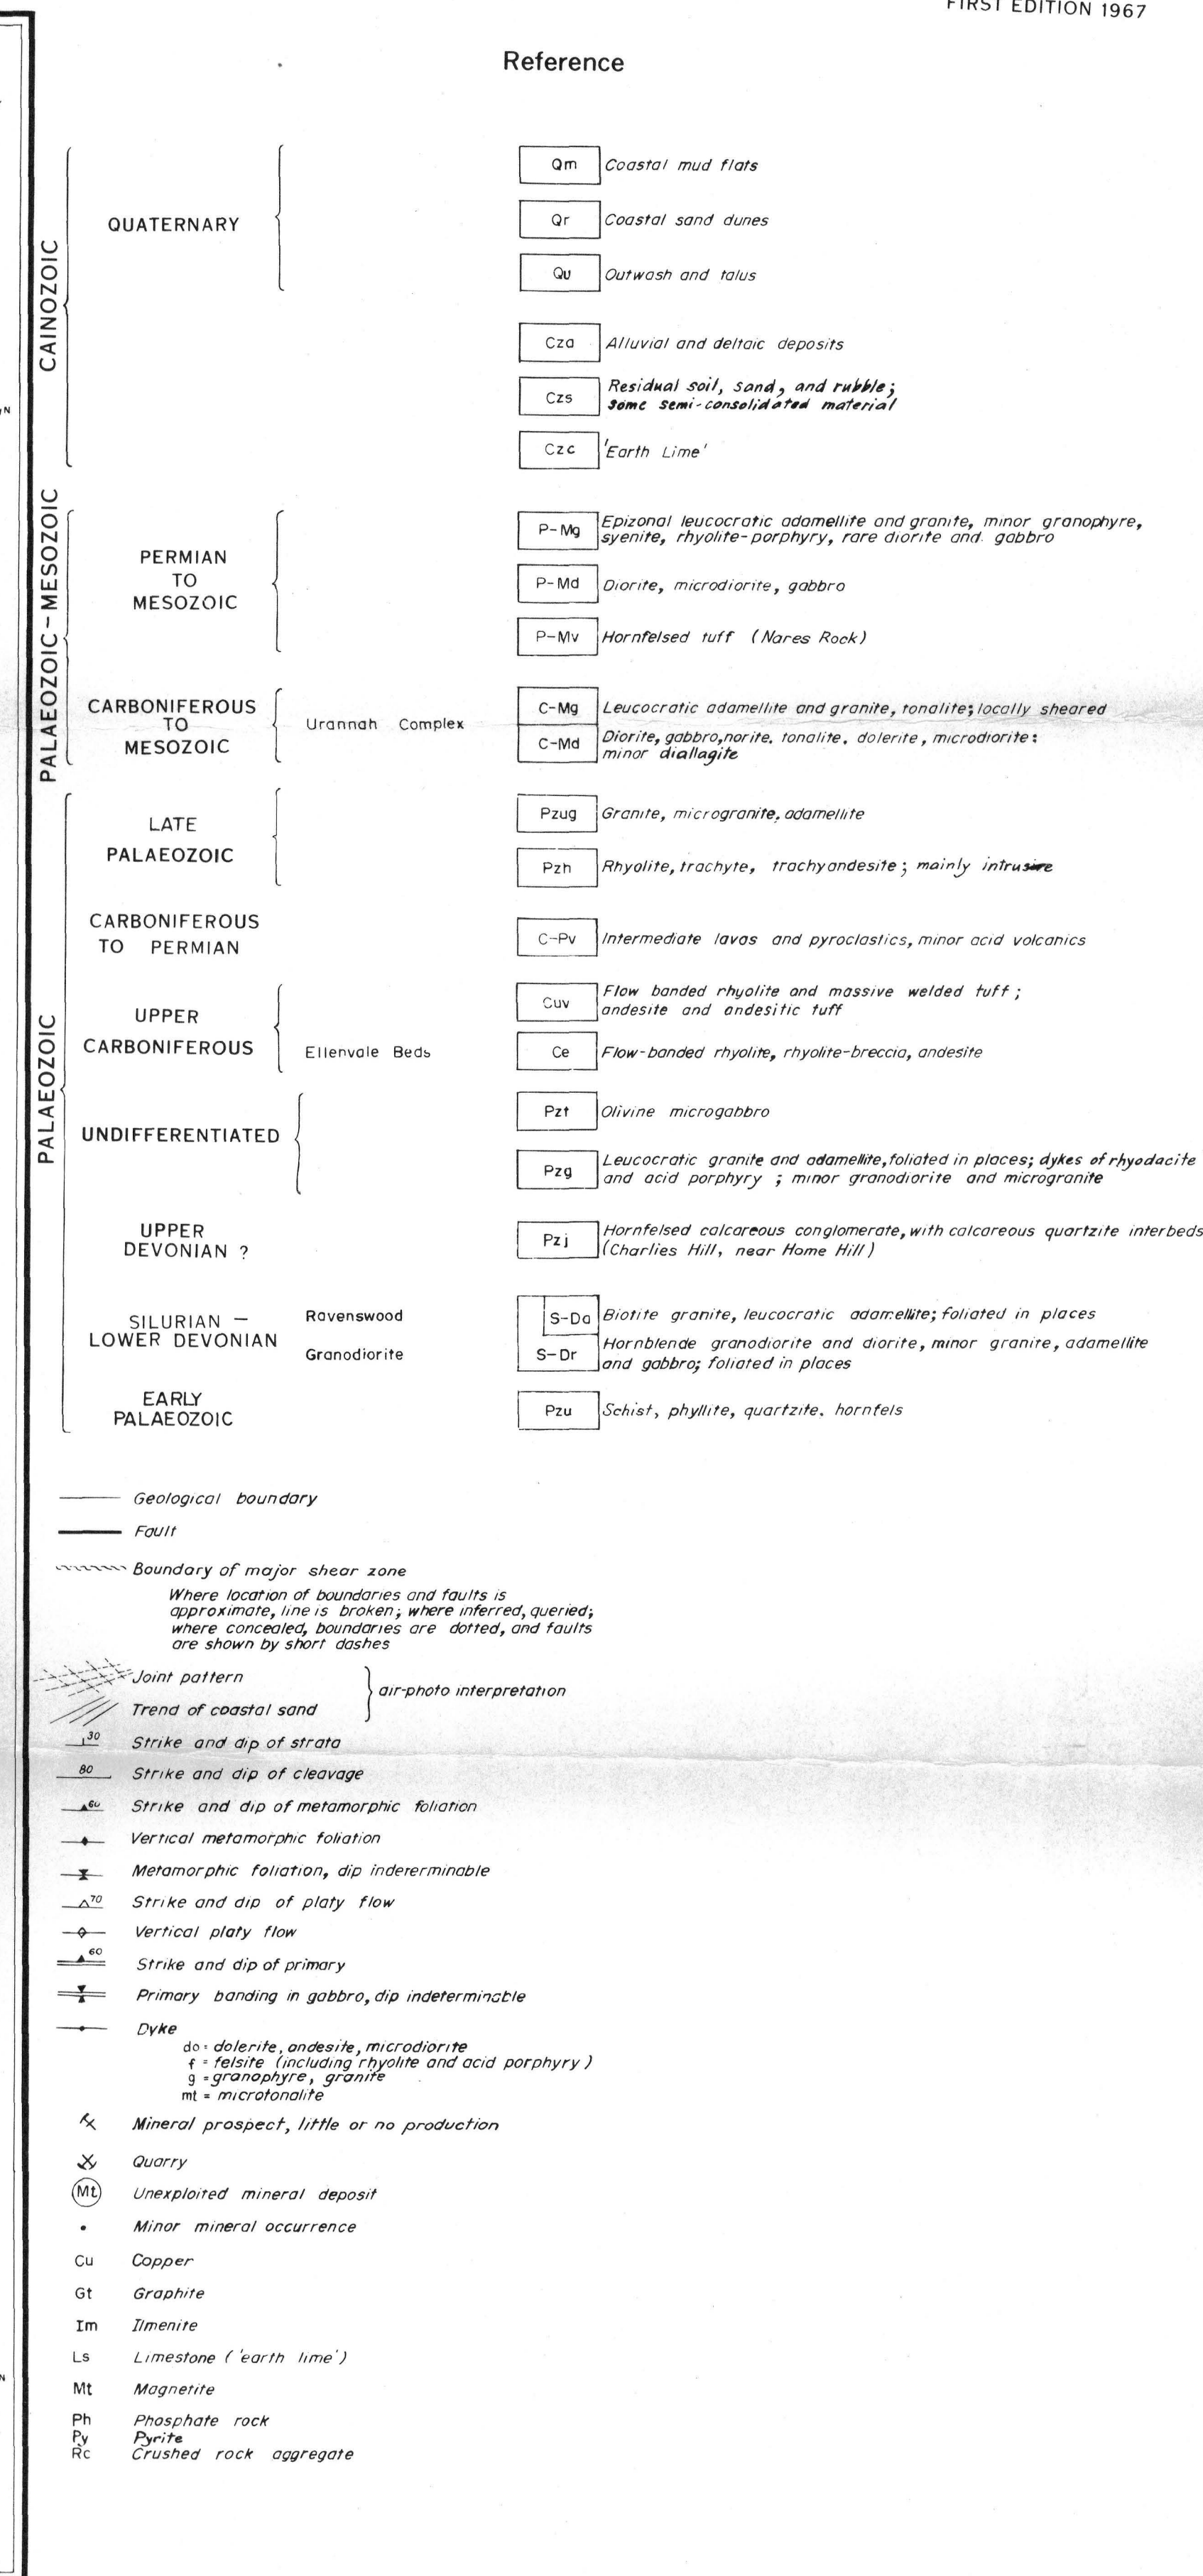 FIRST EDITION 1967
Reference
CAINOZOIC
QUATERNARY
Qm Coastal mud flats
Qr Coastal sand dunes
Qu Outwash and talus
Cza Alluvial and deltaic deposits
Czs Residual soil, sand, and rubble;
some semi-consolidated material
Czc 'Earth Lime'
PALAEOZOIC-MESOZOIC
PERMIAN
TO
MESOZOIC
P-Mg Epizonal leucocratic adamellite and granite, minor granophyre,
syenite, rhyolite-porphyry, rare diorite and gabbro
P-Md Diorite, microdiorite, gabbro
P-Mv Hornfelsed tuff (Nares Rock)
CARBONIFEROUS
TO
MESOZOIC
Urannah Complex
C-Mg Leucocratic adamellite and granite, tonalite; locally sheared
C-Md Diorite, gabbro, norite, tonalite, dolerite, microdiorite:
minor diallagite
PALAEOZOIC
LATE
PALAEOZOIC
Pzug Granite, microgranite, adamellite
Pzh Rhyolite, trachyte, trachyandesite; mainly intrusive
CARBONIFEROUS
TO PERMIAN
C-Pv Intermediate lavas and pyroclastics, minor acid volcanics
UPPER
CARBONIFEROUS
Cuv Flow banded rhyolite and massive welded tuff;
andesite and andesitic tuff
Ellenvale Beds
Ce Flow-banded rhyolite, rhyolite-breccia, andesite
UNDIFFERENTIATED
Pzt Olivine microgabbro
Pzg Leucocratic granite and adamellite, foliated in places; dykes of rhyodacite
and acid porphyry ; minor granodiorite and microgranite
UPPER
DEVONIAN ?
Pzj Hornfelsed calcareous conglomerate, with calcareous quartzite interbeds
(Charlies Hill, near Home Hill)
SILURIAN —
LOWER DEVONIAN
Ravenswood
Granodiorite
S-Da Biotite granite, leucocratic adamellite; foliated in places
S-Dr Hornblende granodiorite and diorite, minor granite, adamellite
and gabbro; foliated in places
EARLY
PALAEOZOIC
Pzu Schist, phyllite, quartzite, hornfels
Geological boundary
Fault
Boundary of major shear zone
Where location of boundaries and faults is
approximate, line is broken; where inferred, queried;
where concealed, boundaries are dotted, and faults
are shown by short dashes
Joint pattern
Trend of coastal sand
air-photo interpretation
30 Strike and dip of strata
80 Strike and dip of cleavage
60 Strike and dip of metamorphic foliation
Vertical metamorphic foliation
Metamorphic foliation, dip indeterminable
70 Strike and dip of platy flow
Vertical platy flow
60 Strike and dip of primary
Primary banding in gabbro, dip indeterminable
Dyke
do = dolerite, andesite, microdiorite
f = felsite (including rhyolite and acid porphyry)
g = granophyre, granite
mt = microtonalite
Mineral prospect, little or no production
Quarry
Mt Unexploited mineral deposit
Minor mineral occurrence
Cu Copper
Gt Graphite
Im Ilmenite
Ls Limestone ('earth lime')
Mt Magnetite
Ph Phosphate rock
Py Pyrite
Rc Crushed rock aggregate